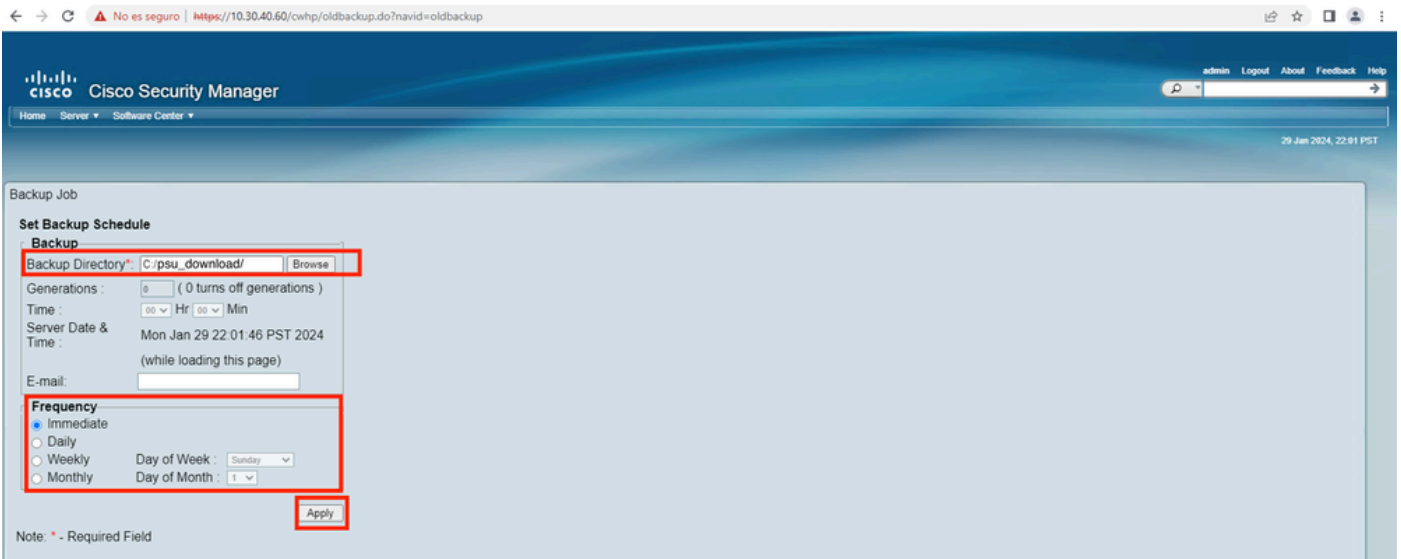 No es seguro | https://10.30.40.60/cwhp/oldbackup.do?navid=oldbackup
admin Logout About Feedback Help
cisco Cisco Security Manager
Home Server Software Center
29 Jan 2024, 22:01 PST
Backup Job
Set Backup Schedule
Backup
Backup Directory*: C:/psu_download/ Browse
Generations : 0 ( 0 turns off generations )
Time : 00 Hr 00 Min
Server Date &
Time : Mon Jan 29 22:01:46 PST 2024
(while loading this page)
E-mail:
Frequency
Immediate
Daily
Weekly Day of Week : Sunday
Monthly Day of Month : 1
Apply
Note: * - Required Field